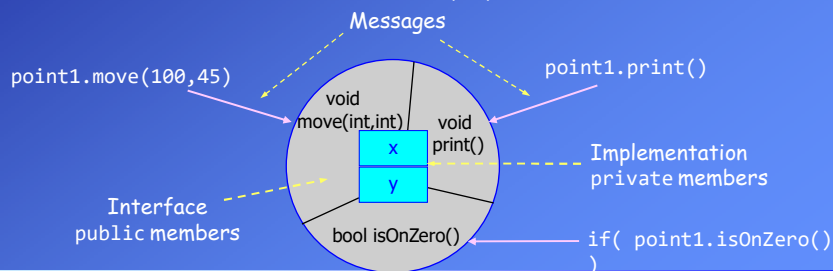 Messages
point1.move(100,45)
point1.print()
void
move(int,int)
void
print()
x
y
Implementation
private members
Interface
public members
bool isOnZero()
if( point1.isOnZero()
)